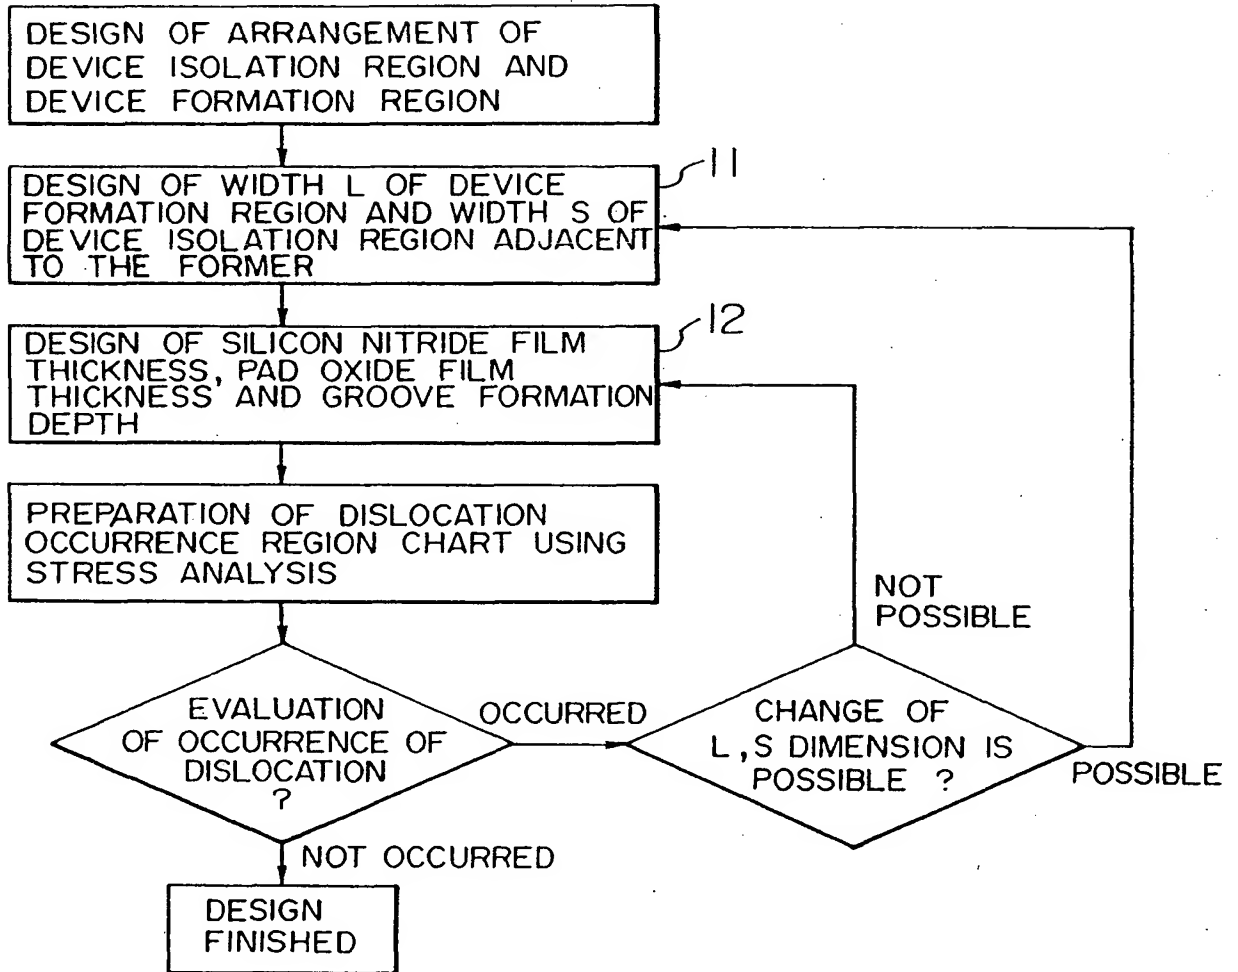 DESIGN OF ARRANGEMENT OF
DEVICE ISOLATION REGION AND
DEVICE FORMATION REGION
11
DESIGN OF WIDTH L OF DEVICE
FORMATION REGION AND WIDTH S OF
DEVICE ISOLATION REGION ADJACENT
TO THE FORMER
12
DESIGN OF SILICON NITRIDE FILM
THICKNESS, PAD OXIDE FILM
THICKNESS AND GROOVE FORMATION
DEPTH
PREPARATION OF DISLOCATION
OCCURRENCE REGION CHART USING
STRESS ANALYSIS
NOT
POSSIBLE
EVALUATION
OF OCCURRENCE OF
DISLOCATION
?
OCCURRED
CHANGE OF
L,S DIMENSION IS
POSSIBLE ?
POSSIBLE
NOT OCCURRED
DESIGN
FINISHED